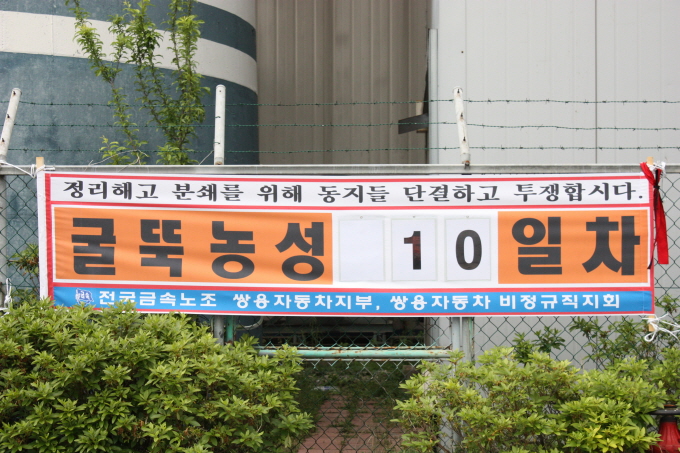 정리해고 분쇄를 위해 동지들 단결하고 투쟁합시다.
굴뚝농성 10일차
전국금속노조 쌍용자동차지부, 쌍용자동차 비정규직지회